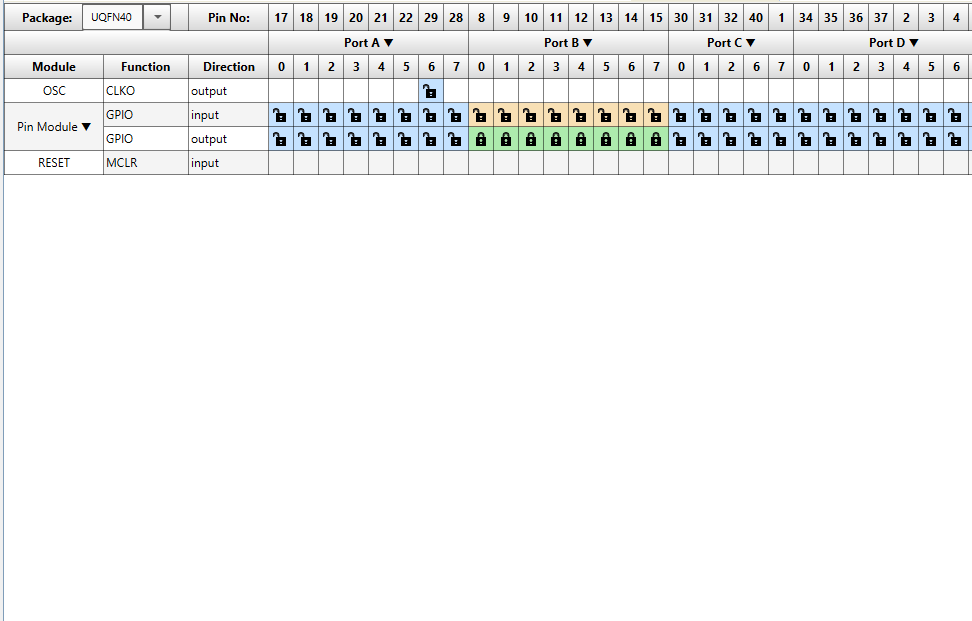 Package: UQFN40 Pin No: 17 18 19 20 21 22 29 28 8 9 10 11 12 13 14 15 30 31 32 40 1 34 35 36 37 2 3 4
Port A ▼ Port B ▼ Port C ▼ Port D ▼
Module Function Direction 0 1 2 3 4 5 6 7 0 1 2 3 4 5 6 7 0 1 2 6 7 0 1 2 3 4 5 6
OSC CLKO output
Pin Module ▼ GPIO input
GPIO output
RESET MCLR input